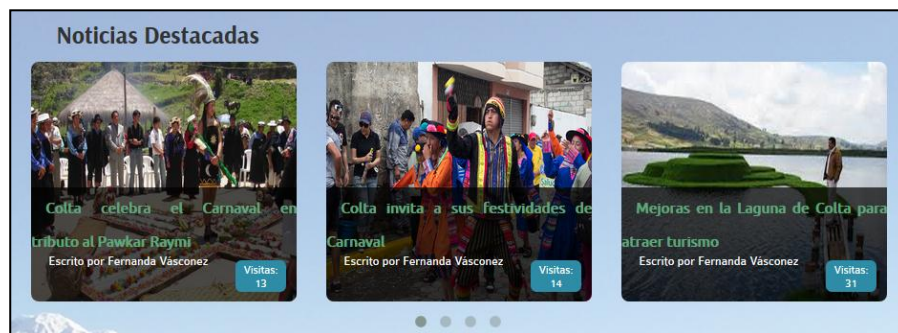 Noticias Destacadas
Colta celebra el Carnaval en
tributo al Pawkar Raymi
Escrito por Fernanda Vásconez
Visitas:
13
Colta invita a sus festividades de
Carnaval
Escrito por Fernanda Vásconez
Visitas:
14
Mejoras en la Laguna de Colta para
atraer turismo
Escrito por Fernanda Vásconez
Visitas:
31